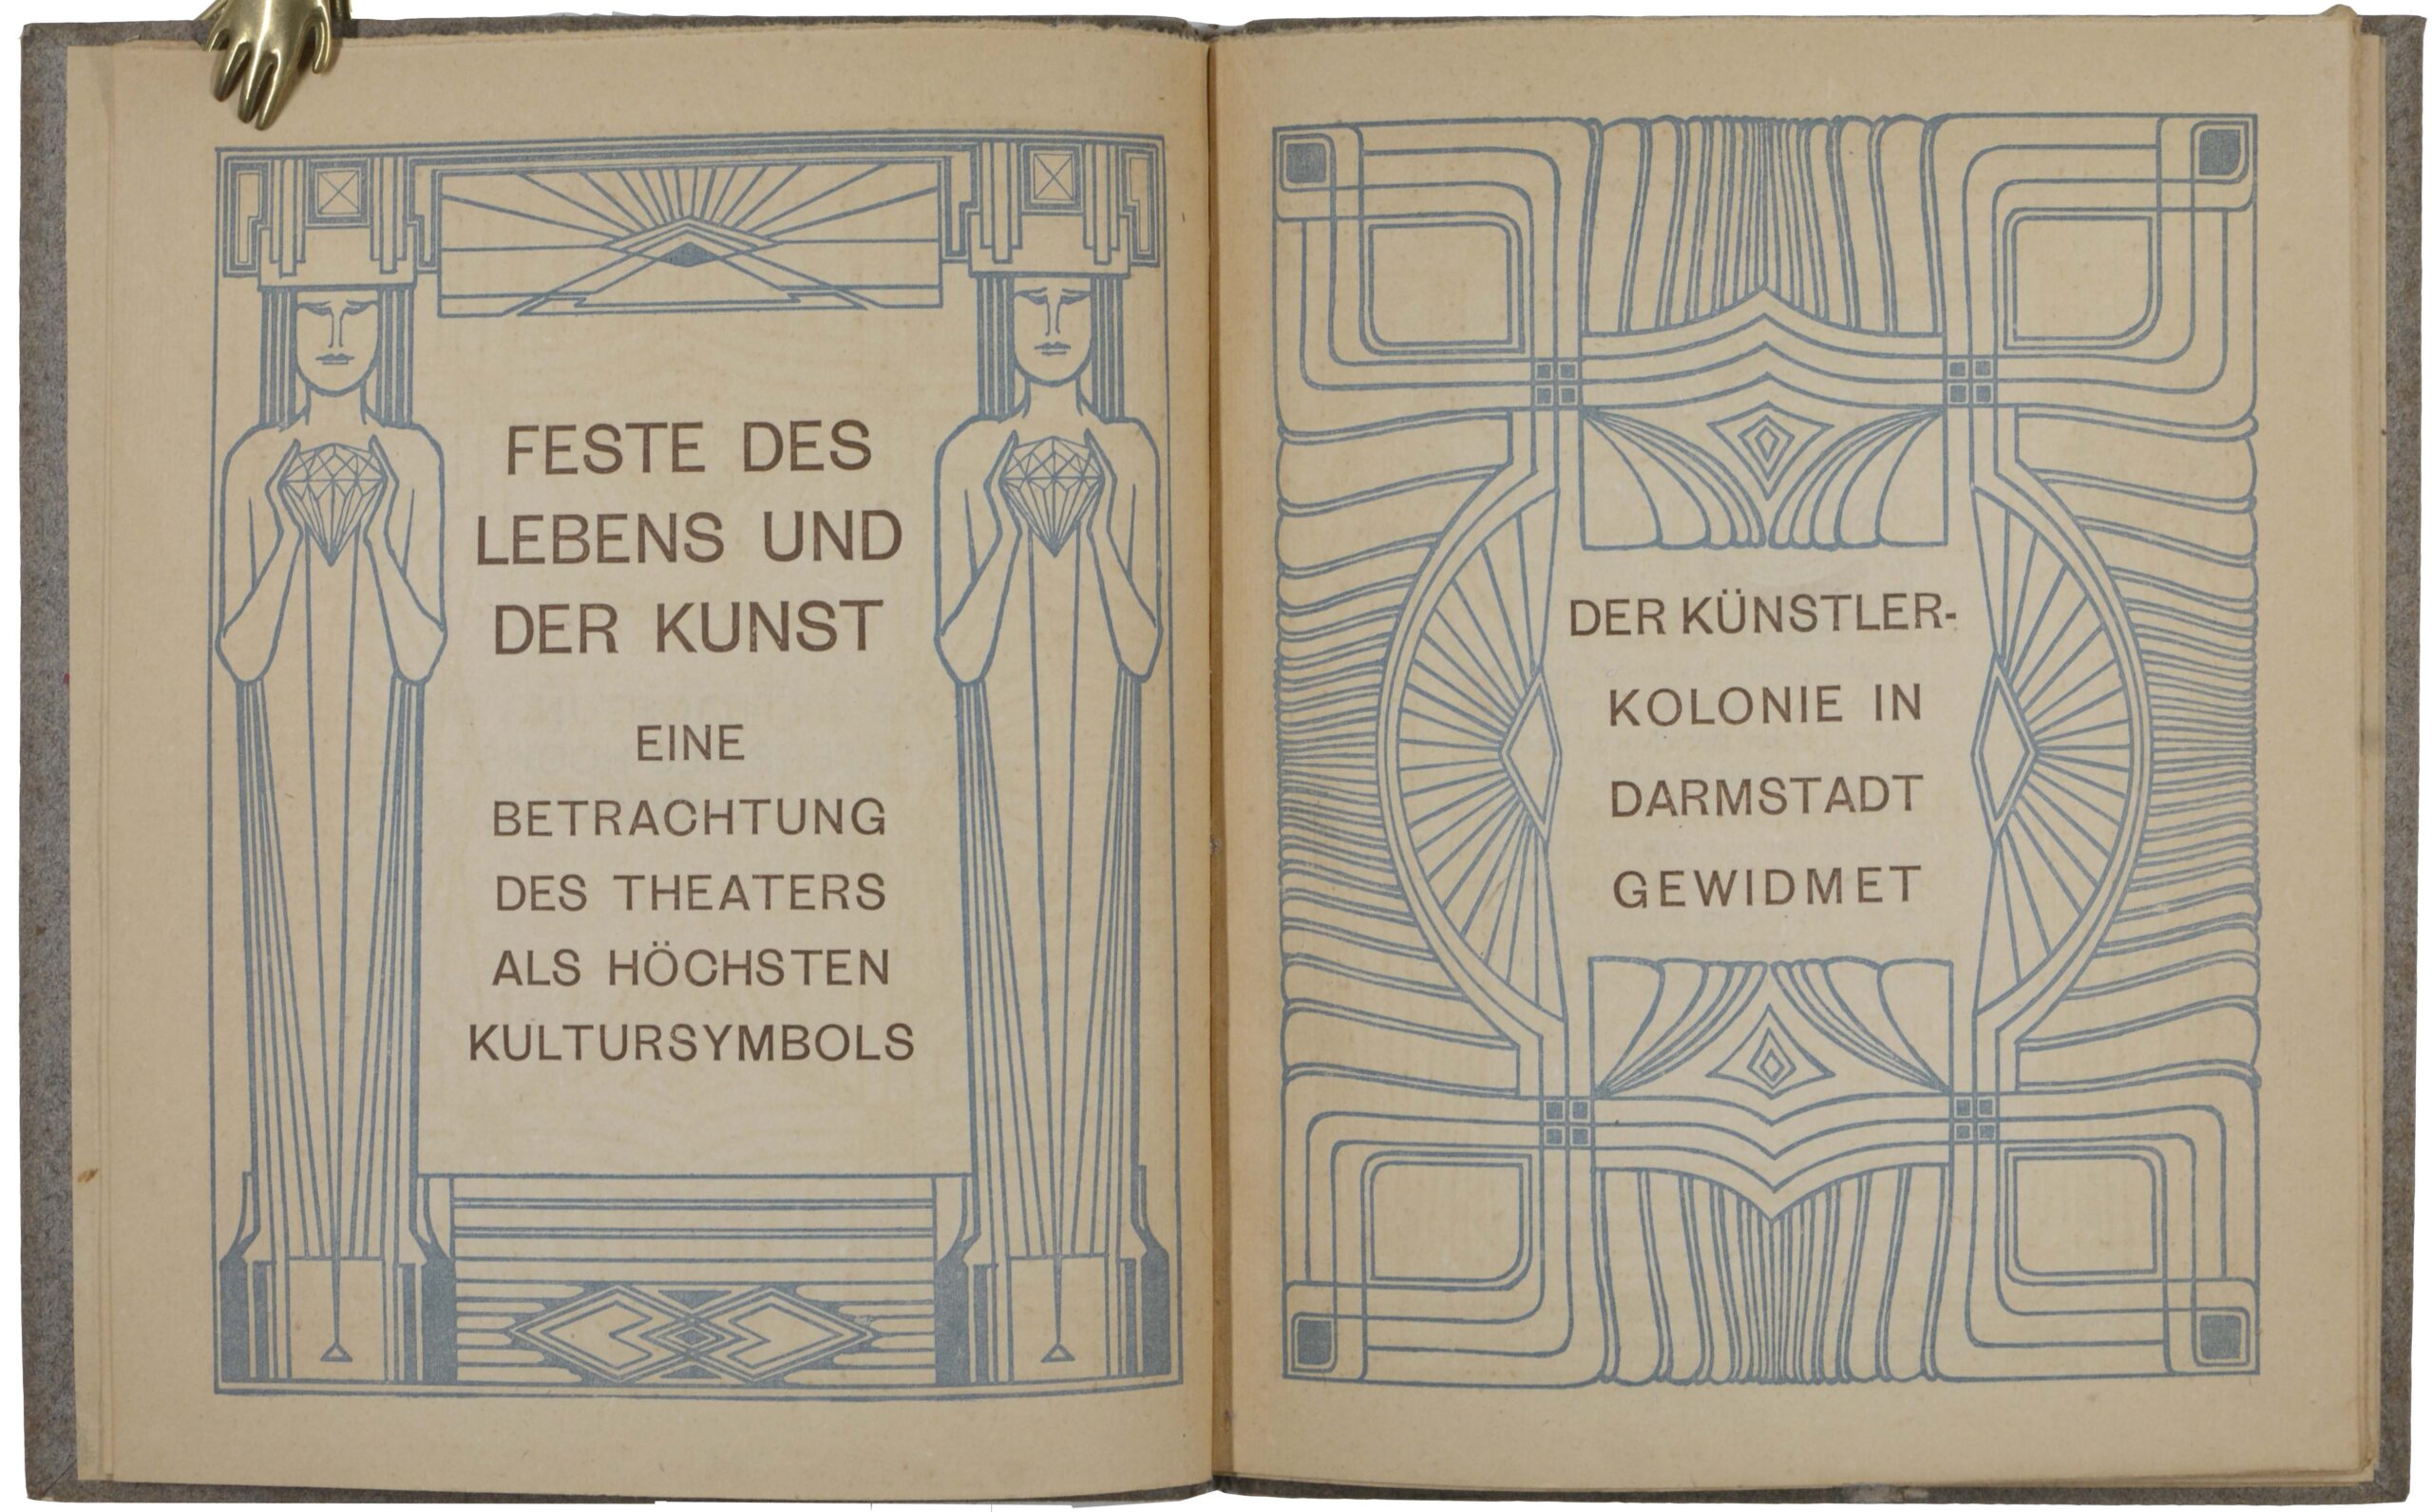 FESTE DES
LEBENS UND
DER KUNST
EINE
BETRACHTUNG
DES THEATERS
ALS HÖCHSTEN
KULTURSYMBOLS
DER KÜNSTLER-
KOLONIE IN
DARMSTADT
GEWIDMET